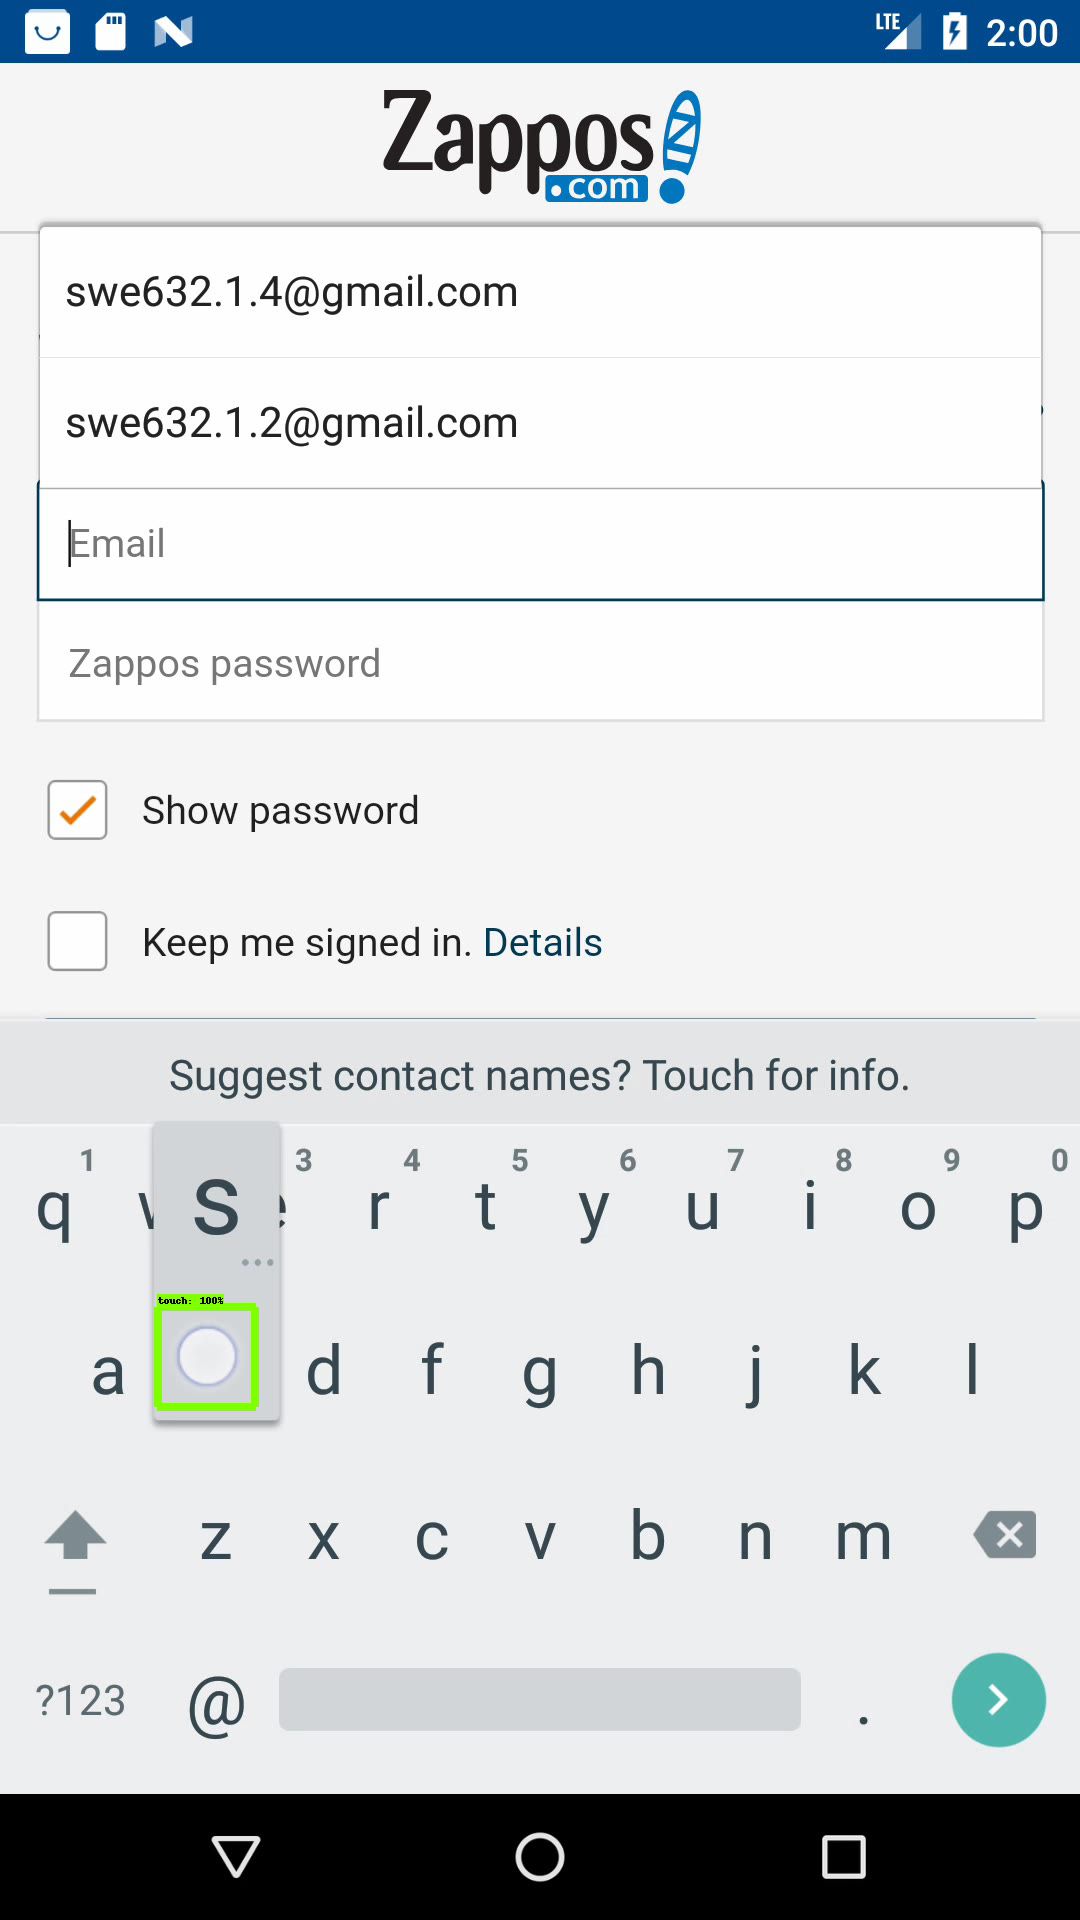 LTE 2:00
Zappos
.com
swe632.1.4@gmail.com
swe632.1.2@gmail.com
Email
Zappos password
Show password
Keep me signed in. Details
Suggest contact names? Touch for info.
1 3 4 5 6 7 8 9 0
q w s e r t y u i o p
touch: 100%
a d f g h j k l
z x c v b n m
?123 @ .